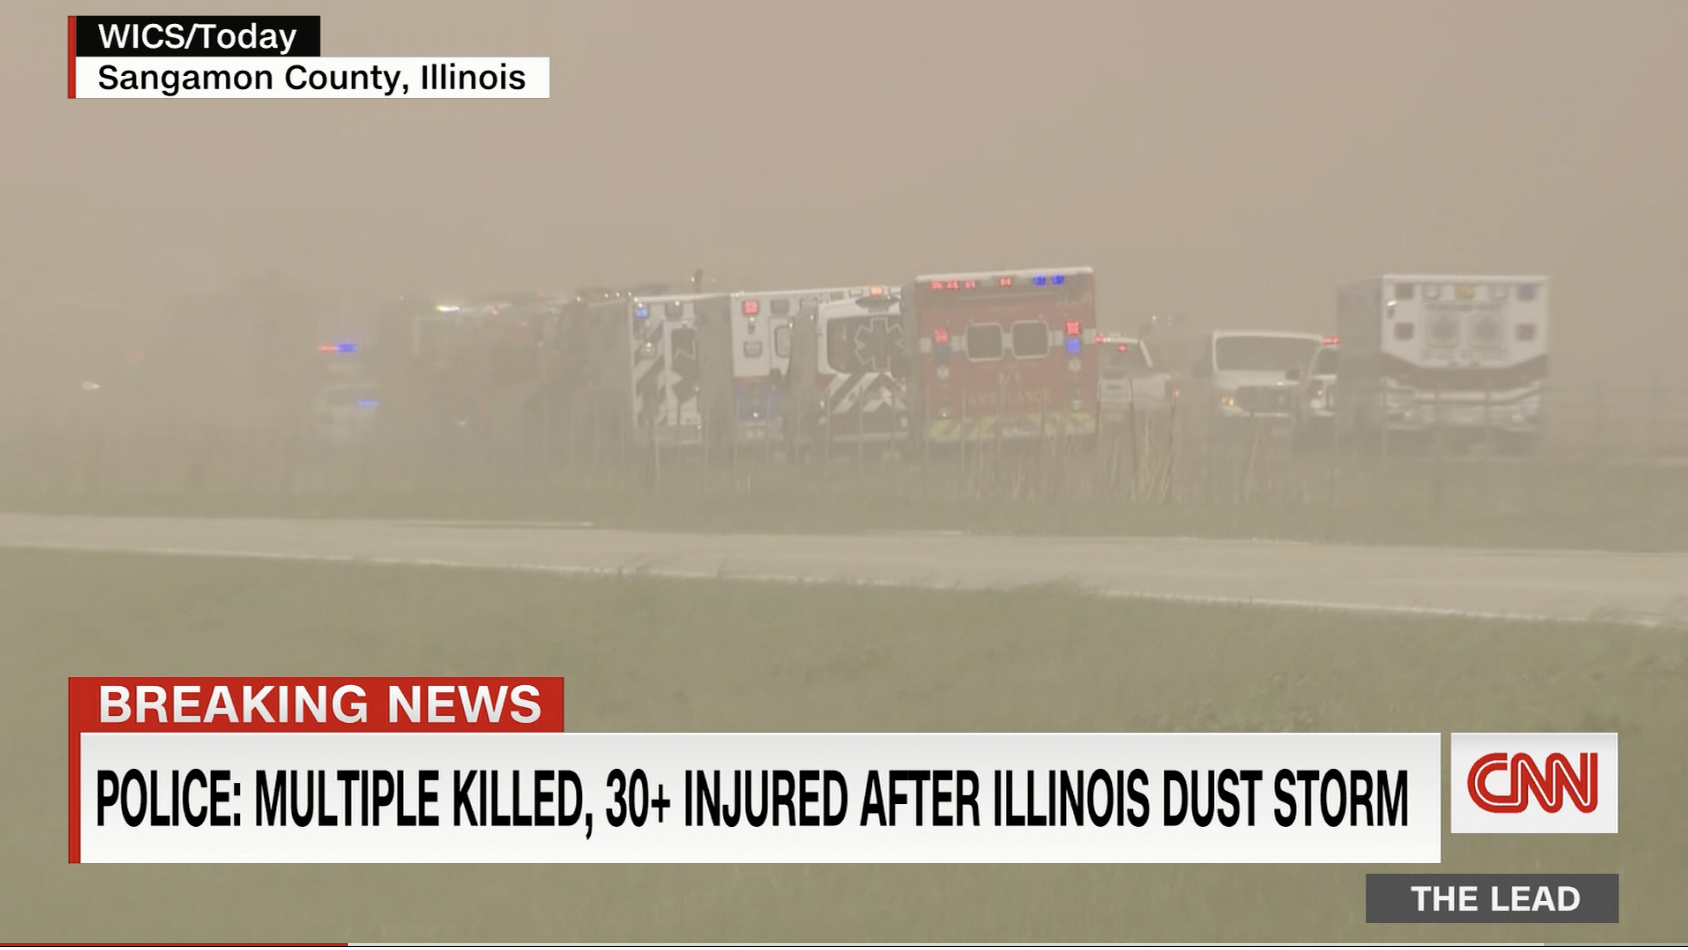 WICS/Today
Sangamon County, Illinois
AMBULANCE
BREAKING NEWS
POLICE: MULTIPLE KILLED, 30+ INJURED AFTER ILLINOIS DUST STORM
CNN
THE LEAD